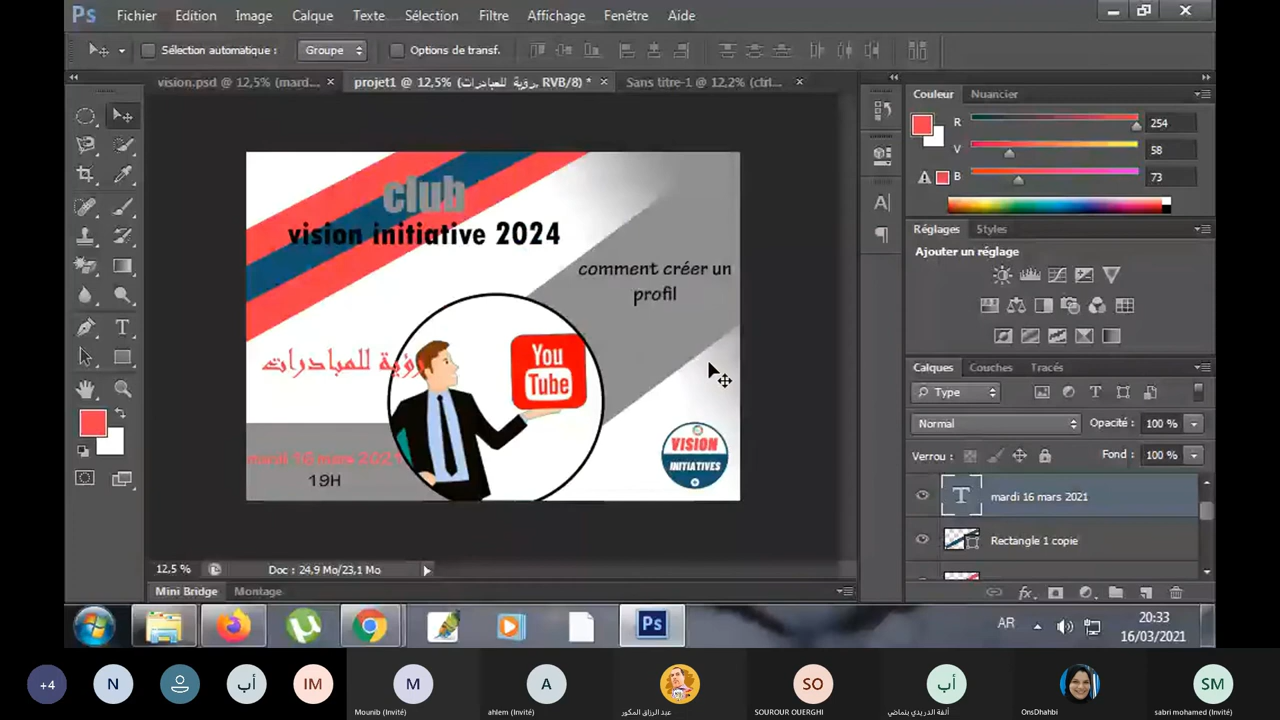 Ps Fichier Edition Image Calque Texte Sélection Filtre Affichage Fenêtre Aide
Sélection automatique : Groupe Options de transf.
vision.psd @ 12,5% (mard... × projet1 @ 12,5% (رؤية للمبادرات, RVB/8) * × Sans titre-1 @ 12,2% (ctrl... ×
Couleur Nuancier
R 254
V 58
B 73
Réglages Styles
Ajouter un réglage
Calques Couches Tracés
Type
Normal Opacité : 100 %
Verrou : Fond : 100 %
T mardi 16 mars 2021
Rectangle 1 copie
club
vision initiative 2024
comment créer un
profil
رؤية للمبادرات
You
Tube
mardi 16 mars 2021
19H
VISION
INITIATIVES
12,5 % Doc : 24,9 Mo/23,1 Mo
Mini Bridge Montage
Ps AR 20:33
16/03/2021
+4 N أب IM M A SO أب SM
Mounib (Invité) ahlem (Invité) عبد الرزاق المكور SOUROUR OUERGHI ألفة الدريدي بنماضي OnsDhahbi sabri mohamed (Invité)